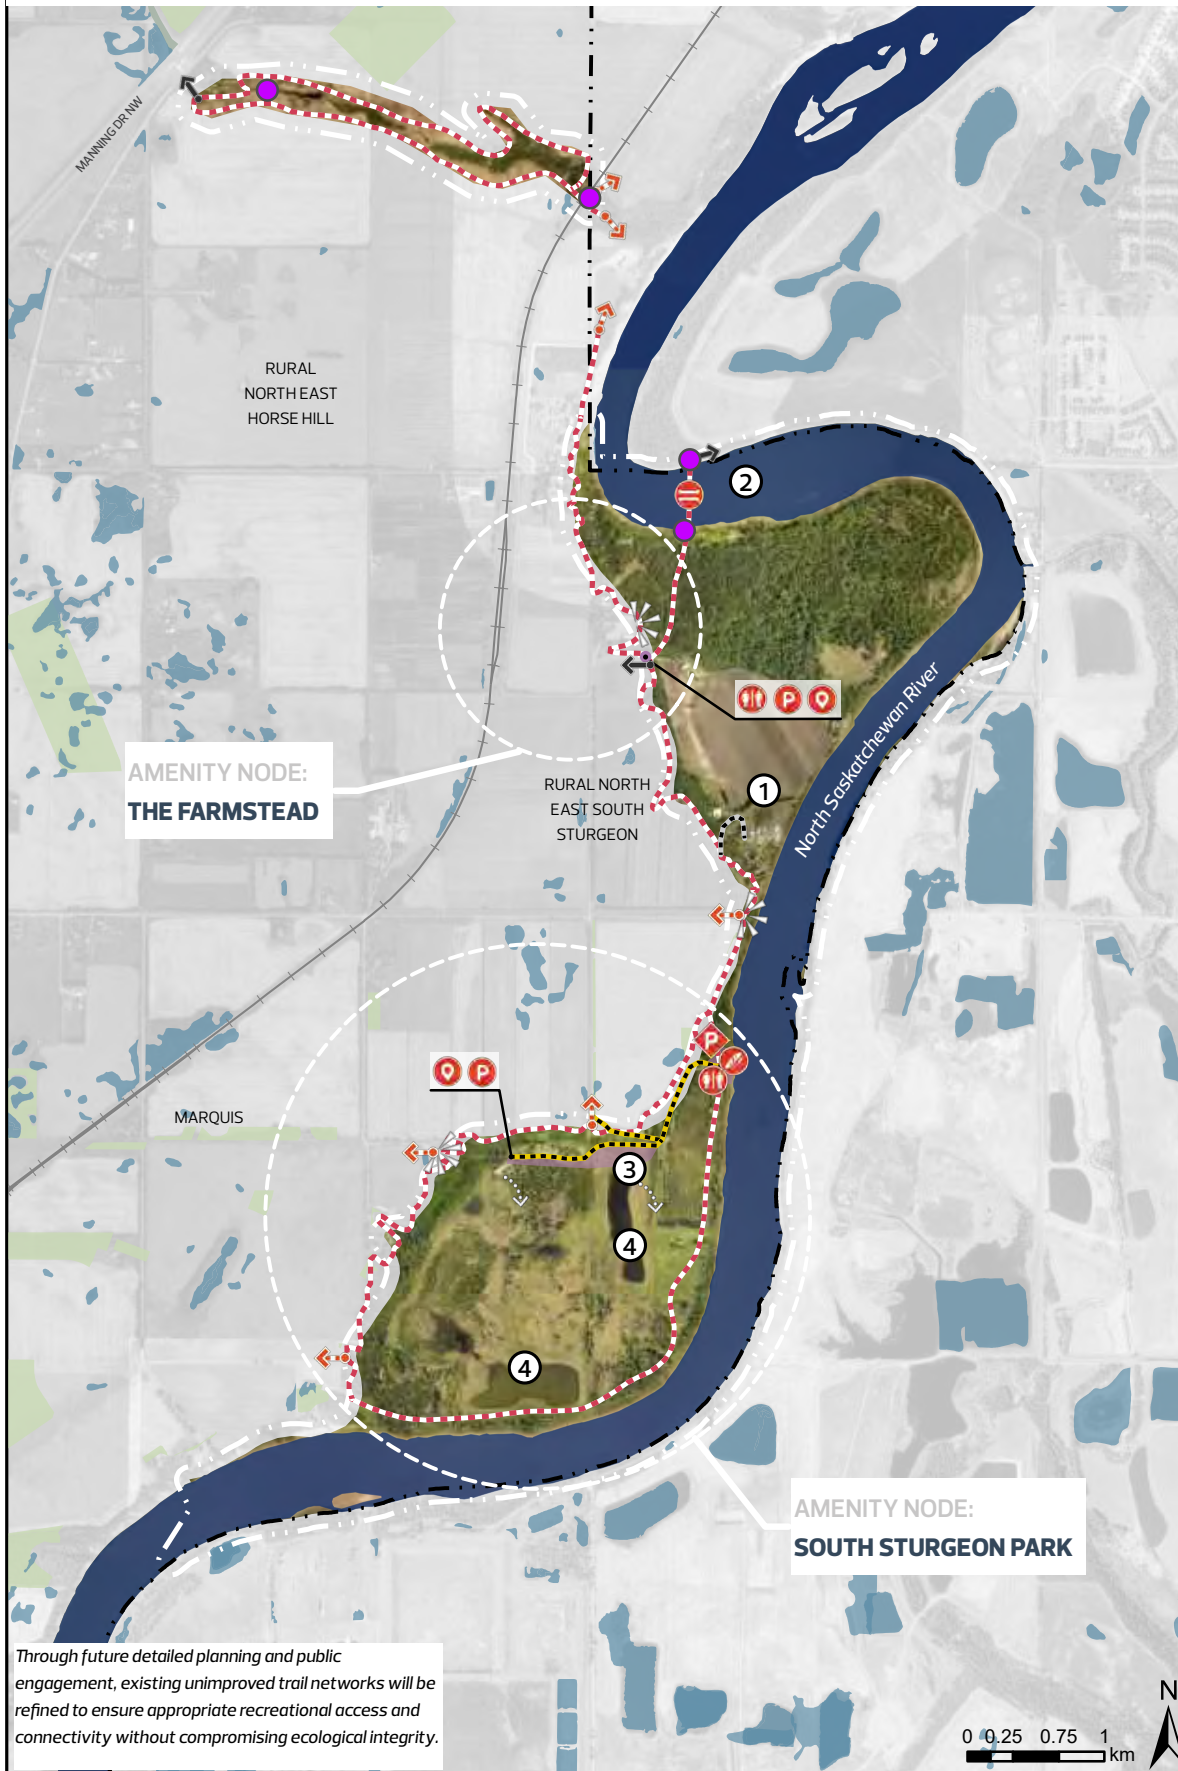 MANNING DR NW
RURAL
NORTH EAST
HORSE HILL
2
P
North Saskatchewan River
AMENITY NODE:
THE FARMSTEAD
RURAL NORTH
EAST SOUTH
STURGEON
1
P
P
MARQUIS
3
4
4
AMENITY NODE:
SOUTH STURGEON PARK
Through future detailed planning and public
engagement, existing unimproved trail networks will be
refined to ensure appropriate recreational access and
connectivity without compromising ecological integrity.
N
0 0.25 0.75 1
km